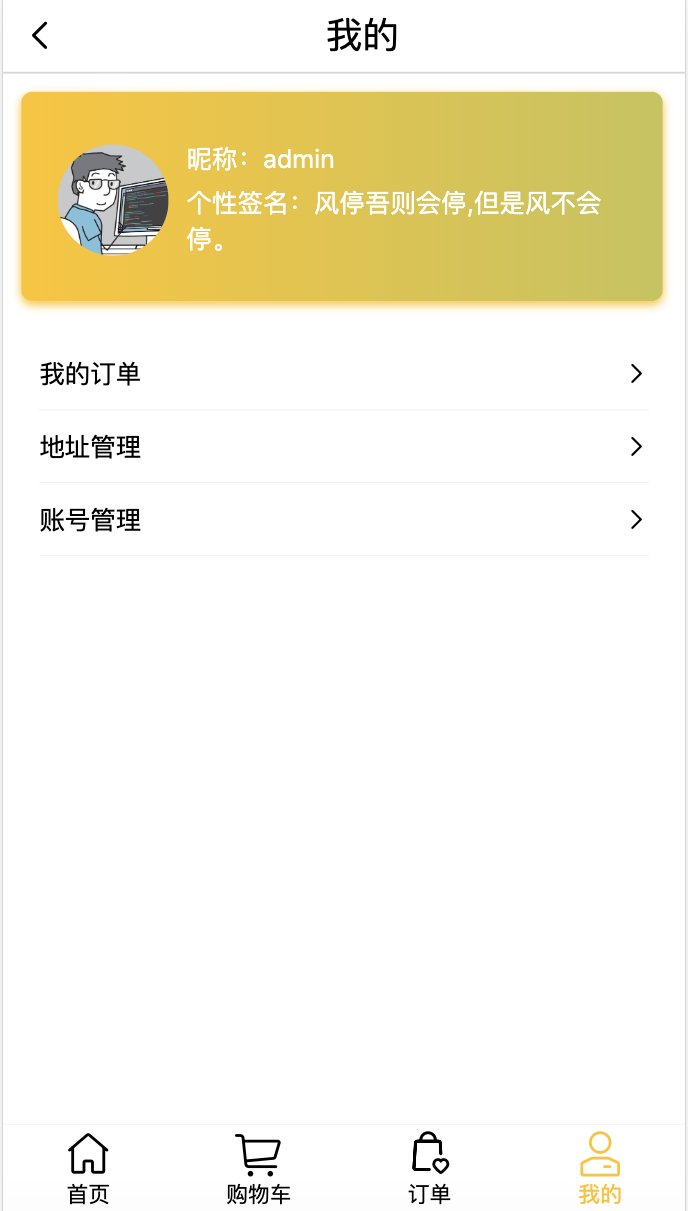 我的
昵称：admin
个性签名：风停吾则会停,但是风不会
停。
我的订单
地址管理
账号管理
首页
购物车
订单
我的